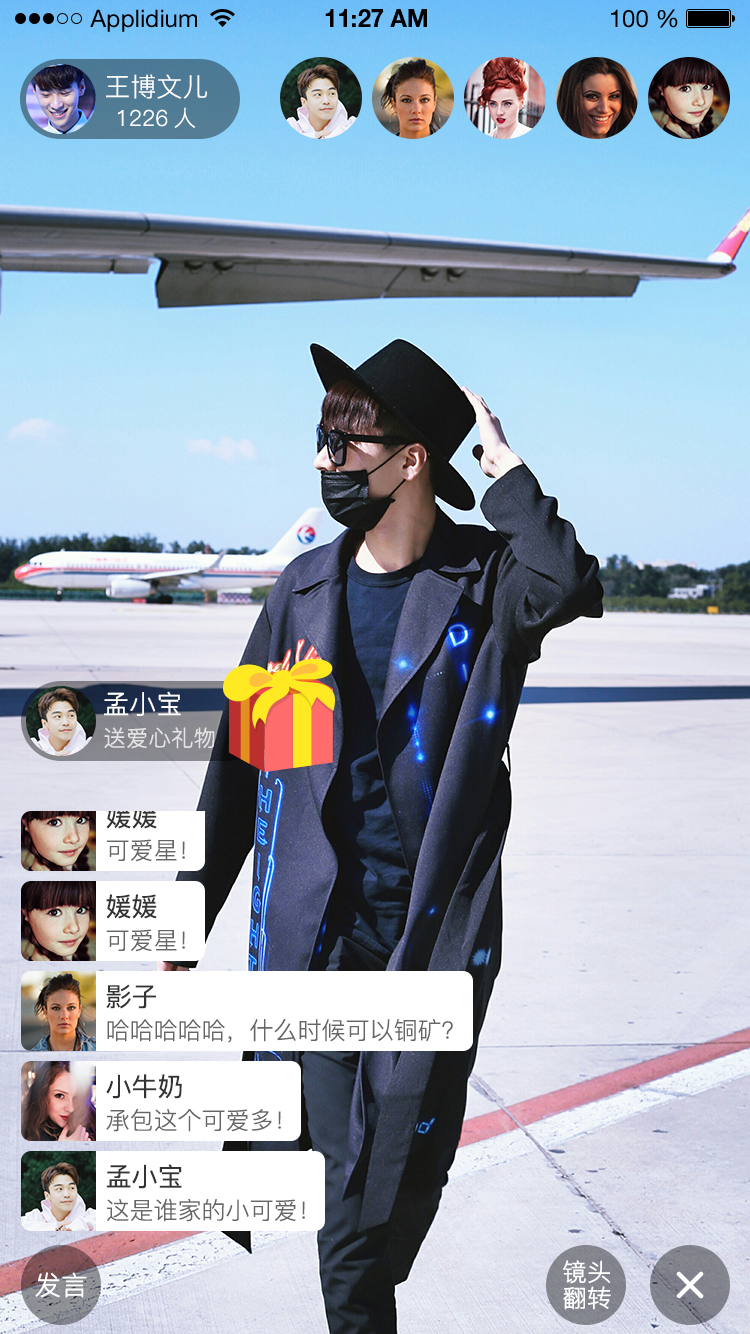 Applidium
11:27 AM
100 %
王博文儿
1226 人
孟小宝
送爱心礼物
媛媛
可爱星!
媛媛
可爱星!
影子
哈哈哈哈哈，什么时候可以铜矿?
小牛奶
承包这个可爱多!
孟小宝
这是谁家的小可爱!
发言
镜头
翻转